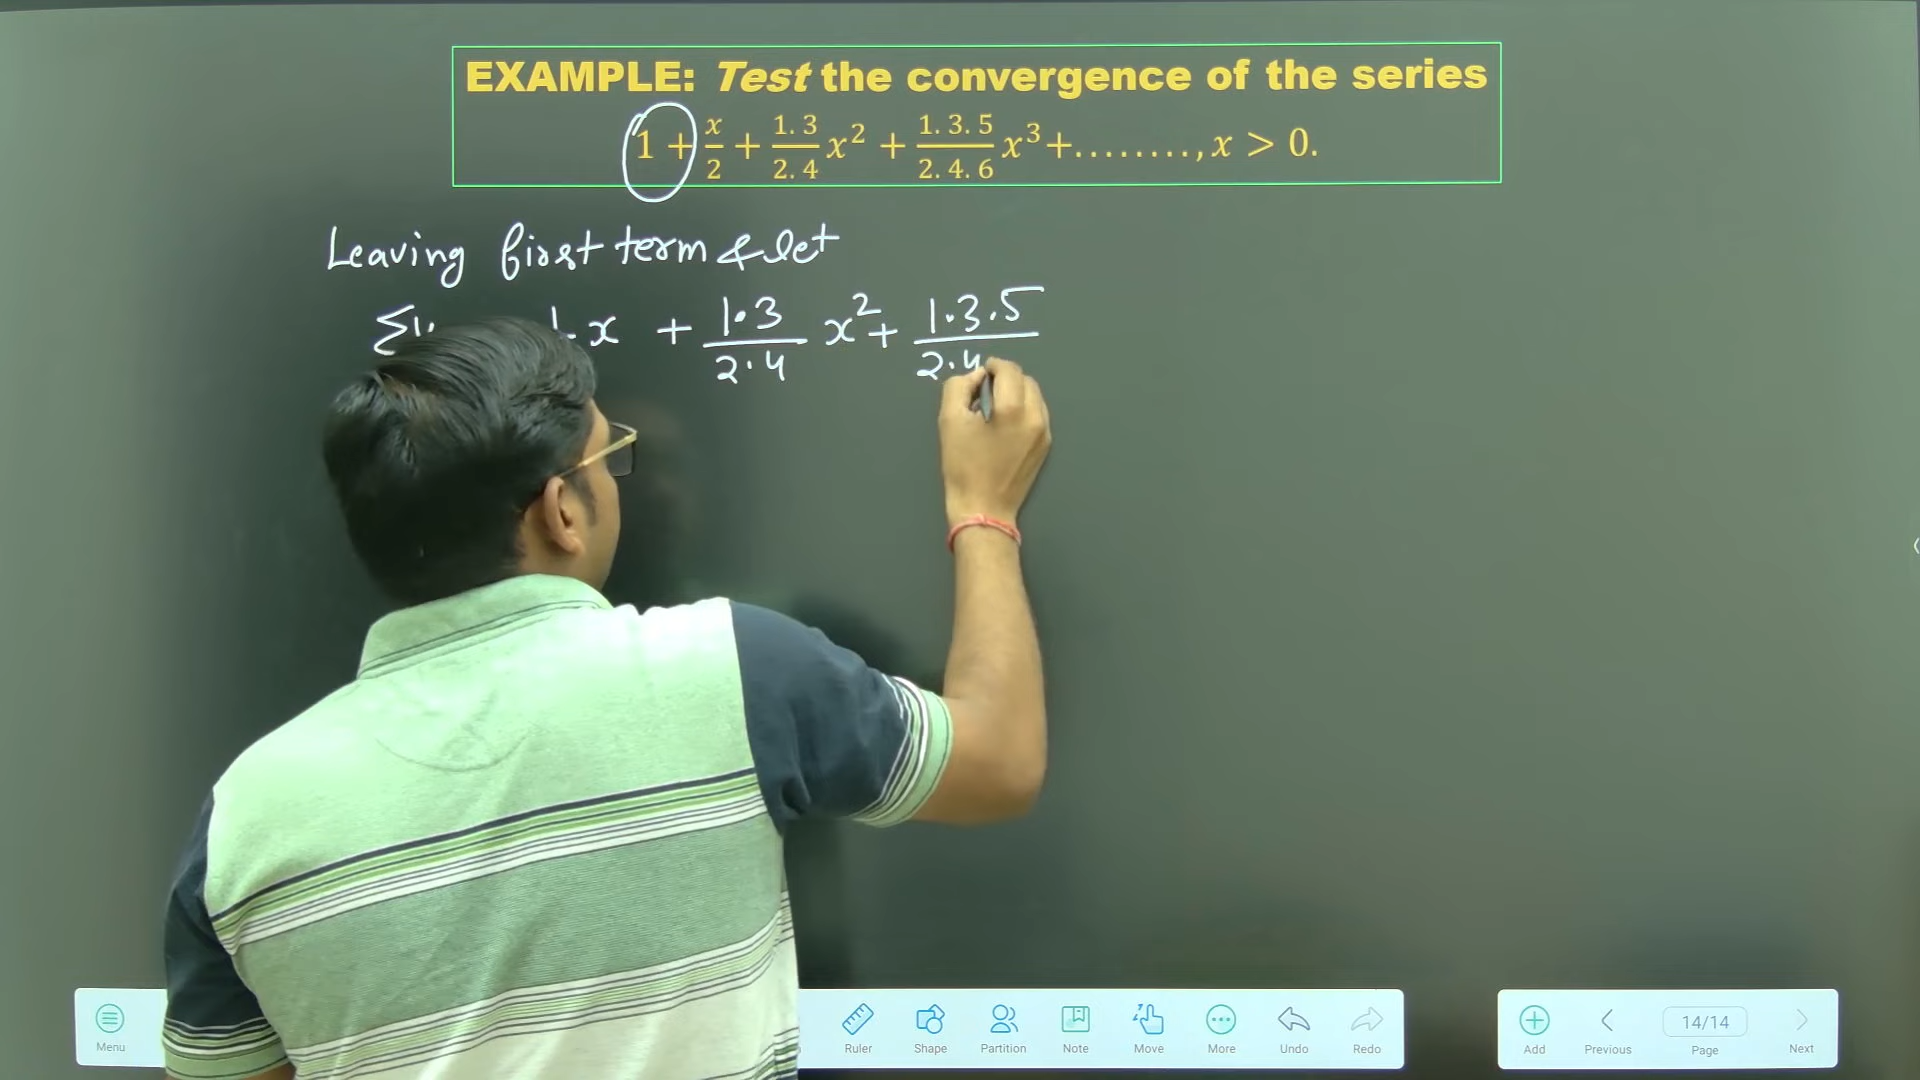 EXAMPLE: Test the convergence of the series
1 + x/2 + 1.3/2.4 x² + 1.3.5/2.4.6 x³+........, x > 0.
Leaving first term & let
Σ x + 1·3/2·4 x² + 1·3·5/2·4
Menu Ruler Shape Partition Note Move More Undo Redo Add Previous 14/14 Page Next